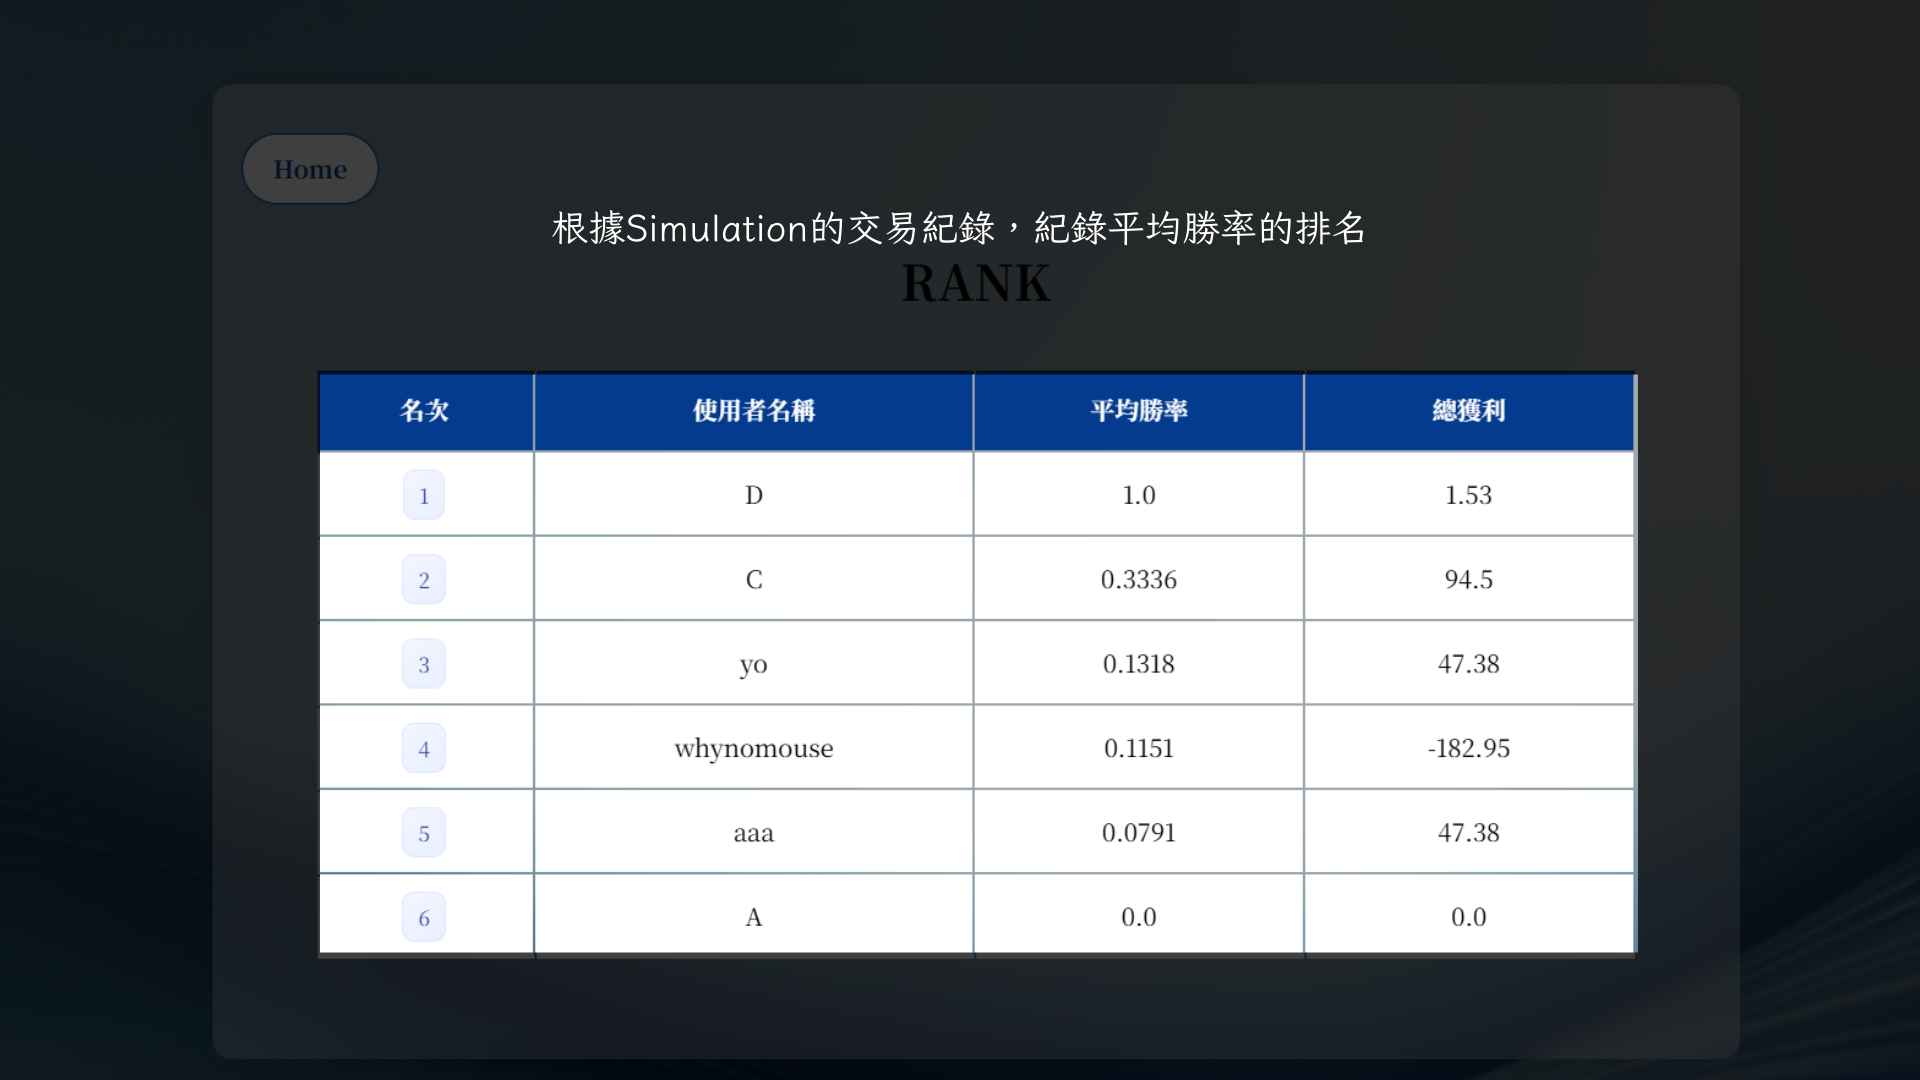 Home
根據Simulation的交易紀錄，紀錄平均勝率的排名
RANK
名次 使用者名稱 平均勝率 總獲利
1 D 1.0 1.53
2 C 0.3336 94.5
3 yo 0.1318 47.38
4 whynomouse 0.1151 -182.95
5 aaa 0.0791 47.38
6 A 0.0 0.0